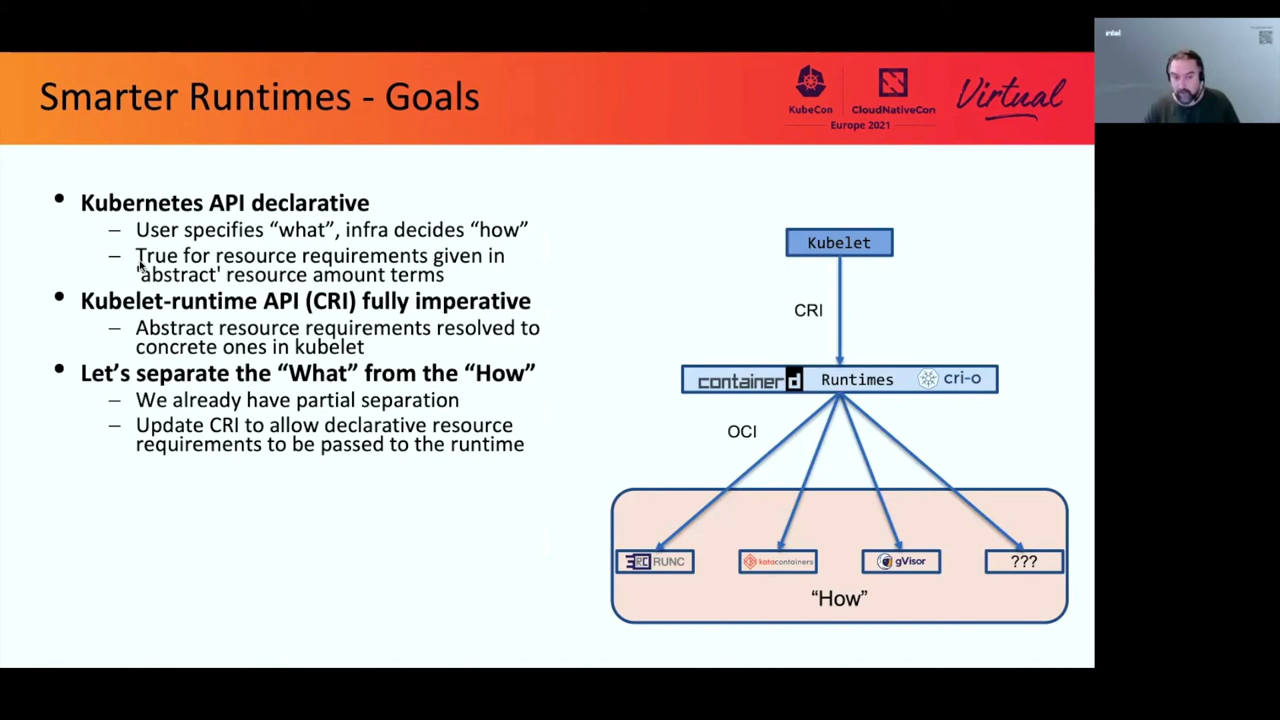 Smarter Runtimes - Goals
KubeCon
CloudNativeCon
Europe 2021
Virtual
intel
• Kubernetes API declarative
– User specifies “what”, infra decides “how”
– True for resource requirements given in
'abstract' resource amount terms
• Kubelet-runtime API (CRI) fully imperative
– Abstract resource requirements resolved to
concrete ones in kubelet
• Let’s separate the “What” from the “How”
– We already have partial separation
– Update CRI to allow declarative resource
requirements to be passed to the runtime
Kubelet
CRI
containerd Runtimes cri-o
OCI
RUNC
katacontainers
gVisor
???
“How”